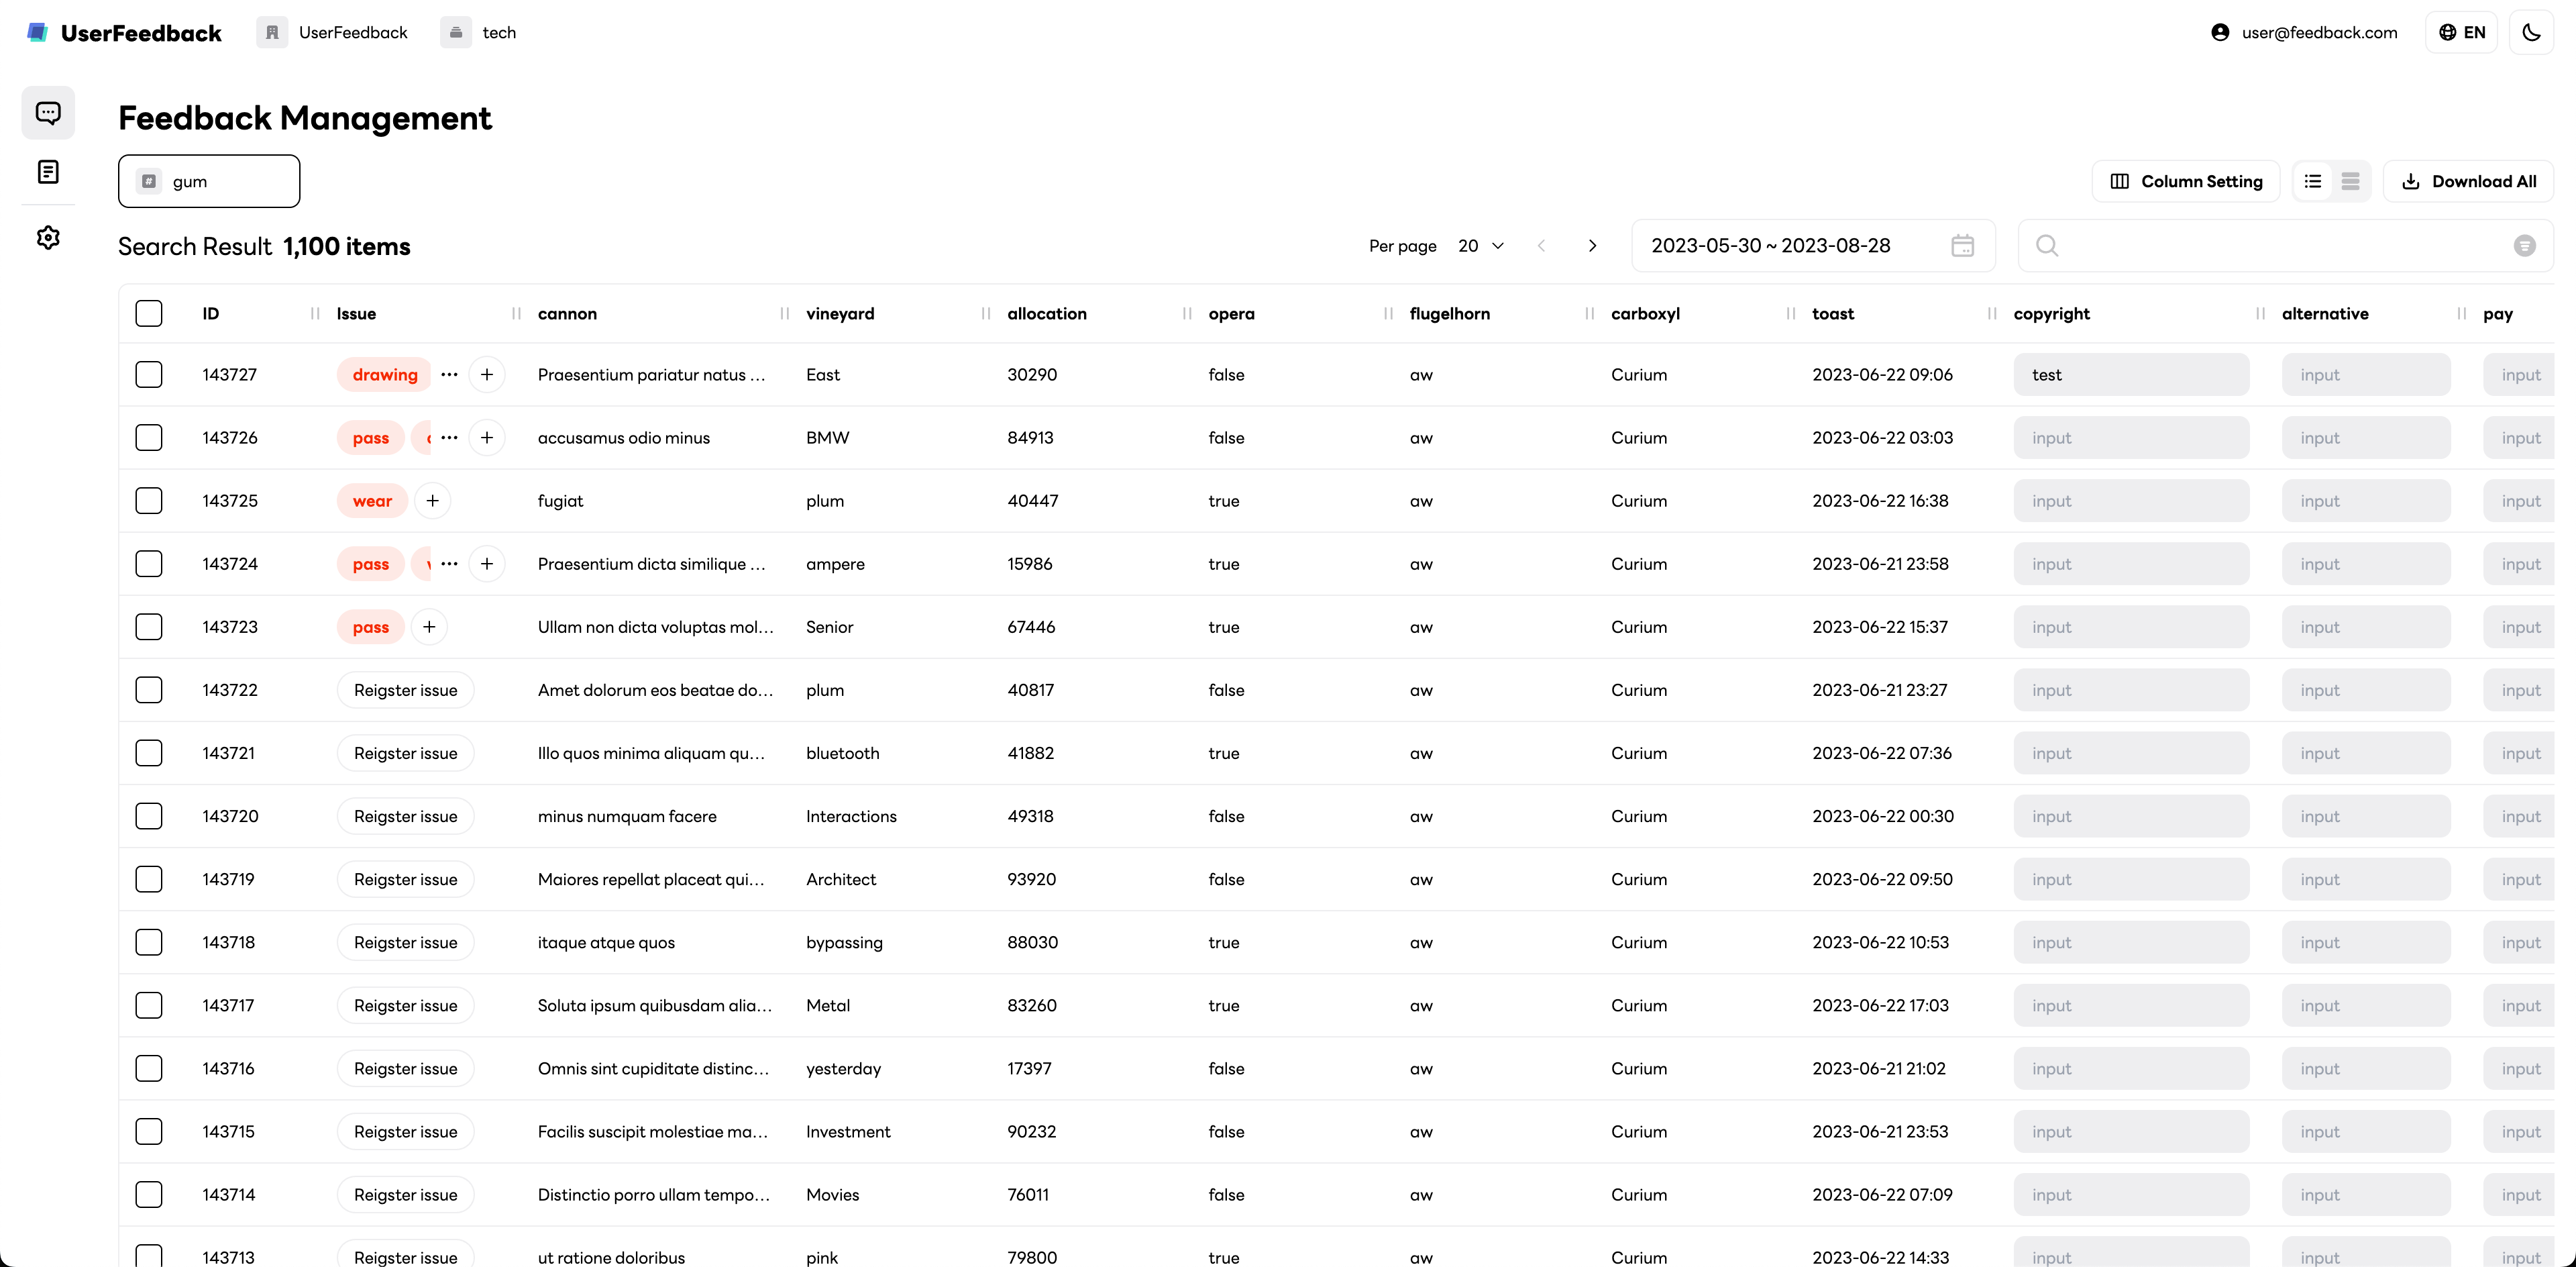 UserFeedback UserFeedback tech user@feedback.com EN
Feedback Management
gum Column Setting Download All
Search Result 1,100 items Per page 20 2023-05-30 ~ 2023-08-28
ID Issue cannon vineyard allocation opera flugelhorn carboxyl toast copyright alternative pay
143727 drawing ... + Praesentium pariatur natus ... East 30290 false aw Curium 2023-06-22 09:06 test input input
143726 pass ... + accusamus odio minus BMW 84913 false aw Curium 2023-06-22 03:03 input input input
143725 wear + fugiat plum 40447 true aw Curium 2023-06-22 16:38 input input input
143724 pass ... + Praesentium dicta similique ... ampere 15986 true aw Curium 2023-06-21 23:58 input input input
143723 pass + Ullam non dicta voluptas mol... Senior 67446 true aw Curium 2023-06-22 15:37 input input input
143722 Reigster issue Amet dolorum eos beatae do... plum 40817 false aw Curium 2023-06-21 23:27 input input input
143721 Reigster issue Illo quos minima aliquam qu... bluetooth 41882 true aw Curium 2023-06-22 07:36 input input input
143720 Reigster issue minus numquam facere Interactions 49318 false aw Curium 2023-06-22 00:30 input input input
143719 Reigster issue Maiores repellat placeat qui... Architect 93920 false aw Curium 2023-06-22 09:50 input input input
143718 Reigster issue itaque atque quos bypassing 88030 true aw Curium 2023-06-22 10:53 input input input
143717 Reigster issue Soluta ipsum quibusdam alia... Metal 83260 true aw Curium 2023-06-22 17:03 input input input
143716 Reigster issue Omnis sint cupiditate distinc... yesterday 17397 false aw Curium 2023-06-21 21:02 input input input
143715 Reigster issue Facilis suscipit molestiae ma... Investment 90232 false aw Curium 2023-06-21 23:53 input input input
143714 Reigster issue Distinctio porro ullam tempo... Movies 76011 false aw Curium 2023-06-22 07:09 input input input
143713 Reigster issue ut ratione doloribus pink 79800 true aw Curium 2023-06-22 14:33 input input input